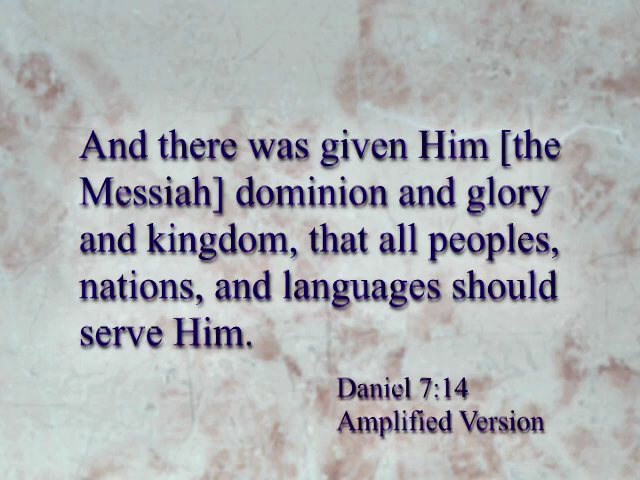 And there was given Him [the
Messiah] dominion and glory
and kingdom, that all peoples,
nations, and languages should
serve Him.
Daniel 7:14
Amplified Version